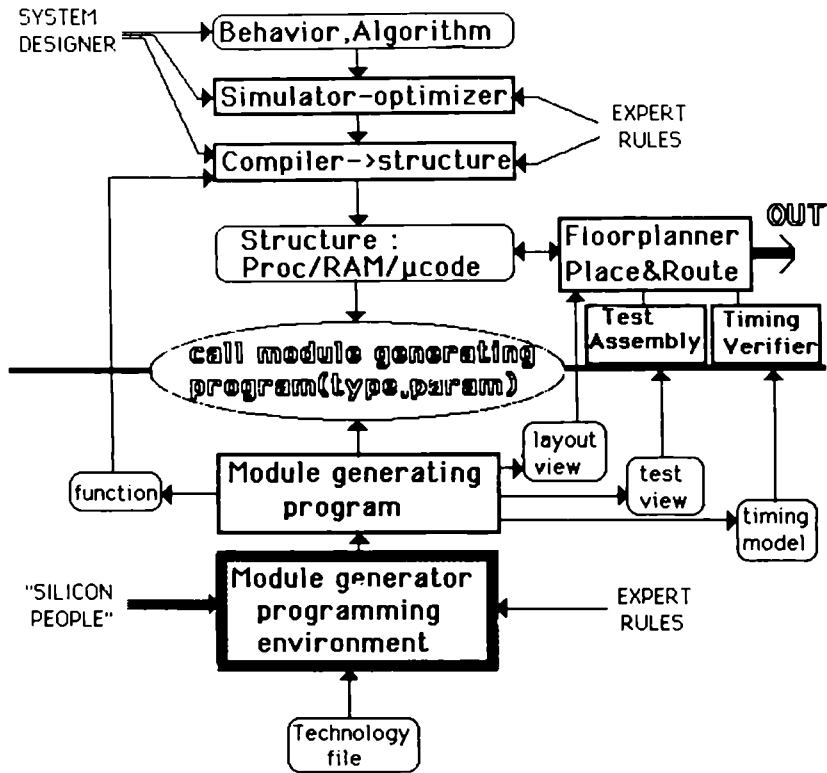 SYSTEM
DESIGNER
Behavior,Algorithm
Simulator-optimizer
EXPERT
RULES
Compiler->structure
OUT
Structure :
Proc/RAM/µcode
Floorplanner
Place&Route
Test
Assembly
Timing
Verifier
call module generating
program(type,param)
layout
view
function
Module generating
program
test
view
timing
model
"SILICON
PEOPLE"
Module generator
programming
environment
EXPERT
RULES
Technology
file